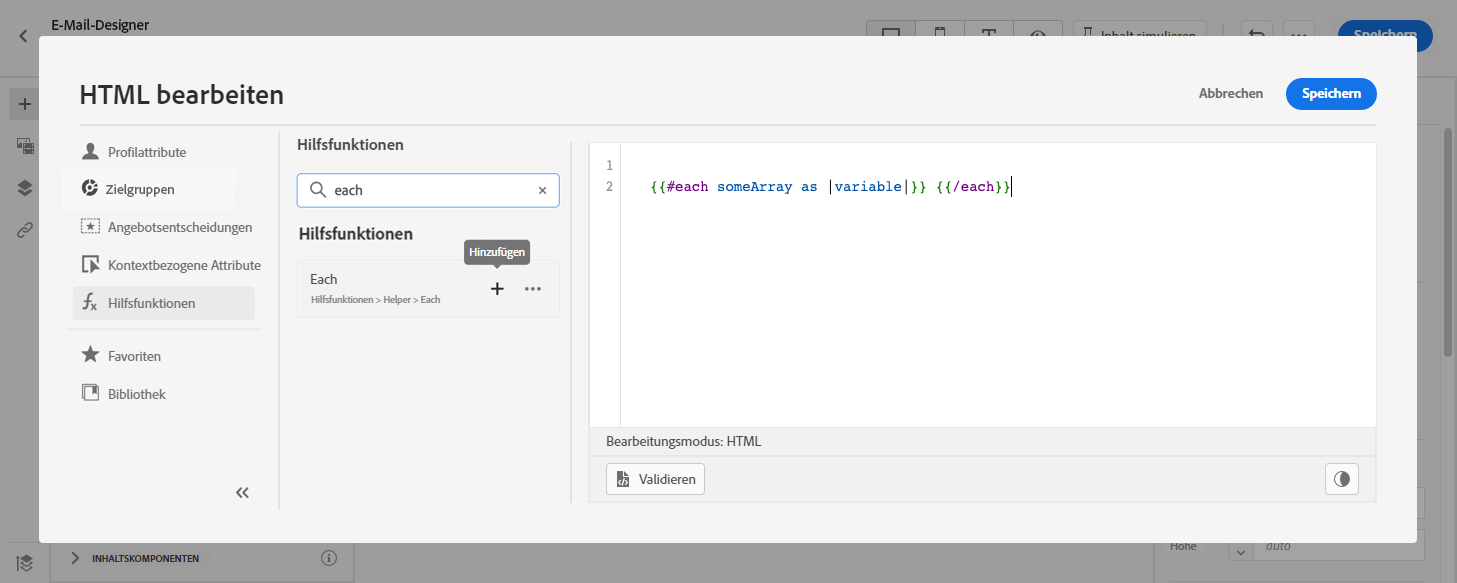 E-Mail-Designer
Inhalt simulieren
Speichern
HTML bearbeiten
Abbrechen
Speichern
Profilattribute
Zielgruppen
Angebotsentscheidungen
Kontextbezogene Attribute
Hilfsfunktionen
Favoriten
Bibliothek
Hilfsfunktionen
each
Hilfsfunktionen
Hinzufügen
Each
Hilfsfunktionen > Helper > Each
1
2 {{#each someArray as |variable|}} {{/each}}
Bearbeitungsmodus: HTML
Validieren
INHALTSKOMPONENTEN
Höhe
auto